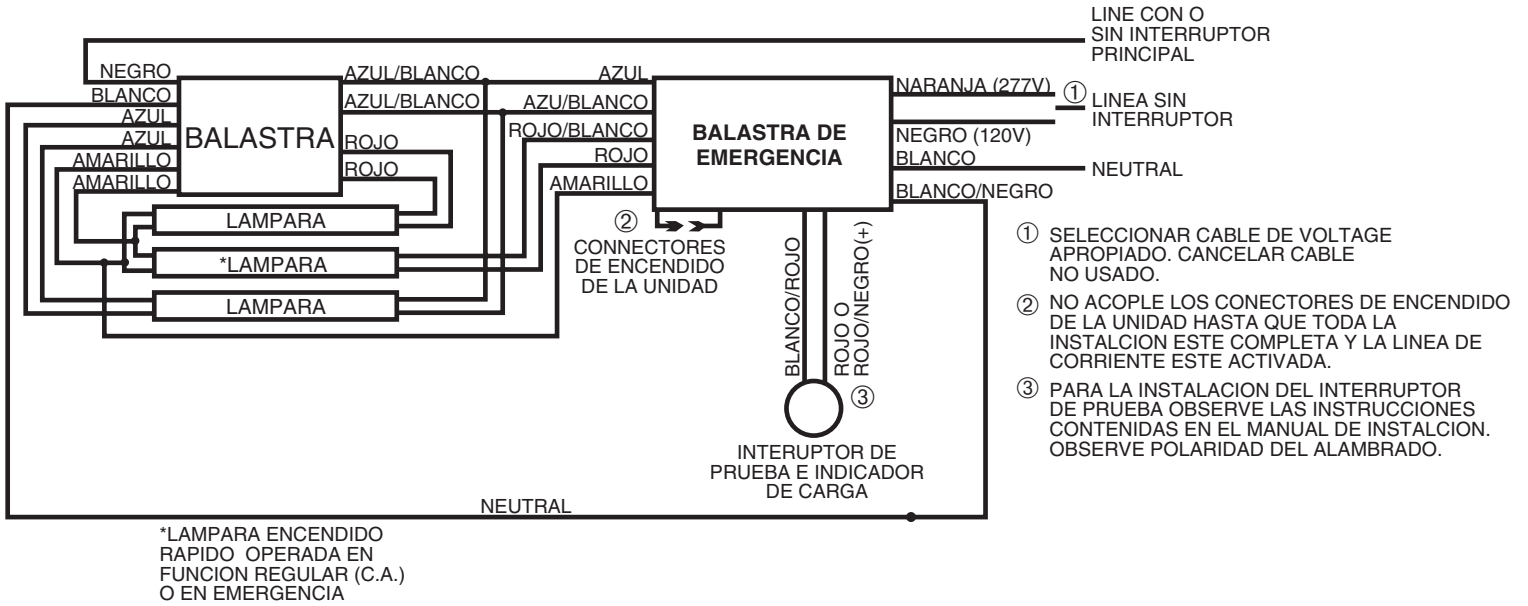 LINE CON O
SIN INTERRUPTOR
PRINCIPAL
NEGRO
BLANCO
AZUL
AZUL
AMARILLO
AMARILLO
BALASTRA
AZUL/BLANCO
AZUL/BLANCO
ROJO
ROJO
AZUL
AZU/BLANCO
ROJO/BLANCO
ROJO
AMARILLO
BALASTRA DE
EMERGENCIA
NARANJA (277V)
① LINEA SIN
INTERRUPTOR
NEGRO (120V)
BLANCO
NEUTRAL
BLANCO/NEGRO
LAMPARA
*LAMPARA
LAMPARA
②
CONNECTORES
DE ENCENDIDO
DE LA UNIDAD
BLANCO/ROJO
ROJO O
ROJO/NEGRO(+)
③
INTERUPTOR DE
PRUEBA E INDICADOR
DE CARGA
① SELECCIONAR CABLE DE VOLTAGE
APROPIADO. CANCELAR CABLE
NO USADO.
② NO ACOPLE LOS CONECTORES DE ENCENDIDO
DE LA UNIDAD HASTA QUE TODA LA
INSTALCION ESTE COMPLETA Y LA LINEA DE
CORRIENTE ESTE ACTIVADA.
③ PARA LA INSTALACION DEL INTERRUPTOR
DE PRUEBA OBSERVE LAS INSTRUCCIONES
CONTENIDAS EN EL MANUAL DE INSTALCION.
OBSERVE POLARIDAD DEL ALAMBRADO.
NEUTRAL
*LAMPARA ENCENDIDO
RAPIDO OPERADA EN
FUNCION REGULAR (C.A.)
O EN EMERGENCIA